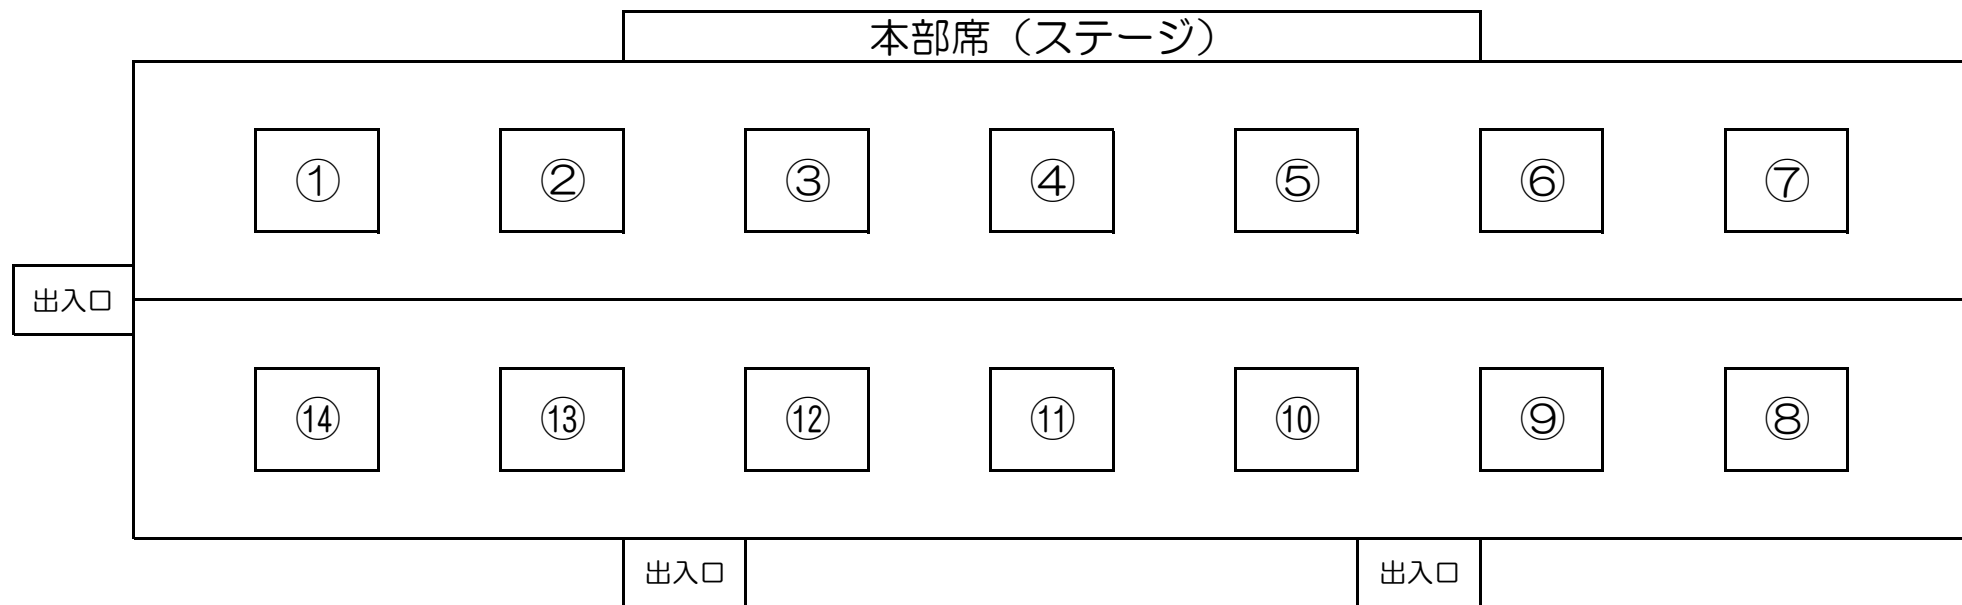 本部席（ステージ）
① ② ③ ④ ⑤ ⑥ ⑦
出入口
⑭ ⑬ ⑫ ⑪ ⑩ ⑨ ⑧
出入口 出入口